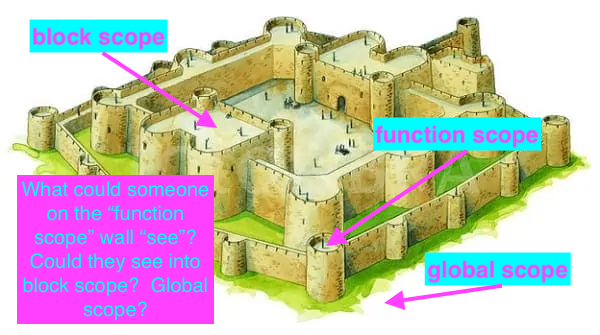 block scope
function scope
What could someone
on the “function
scope” wall “see”?
Could they see into
block scope?  Global
scope?
global scope